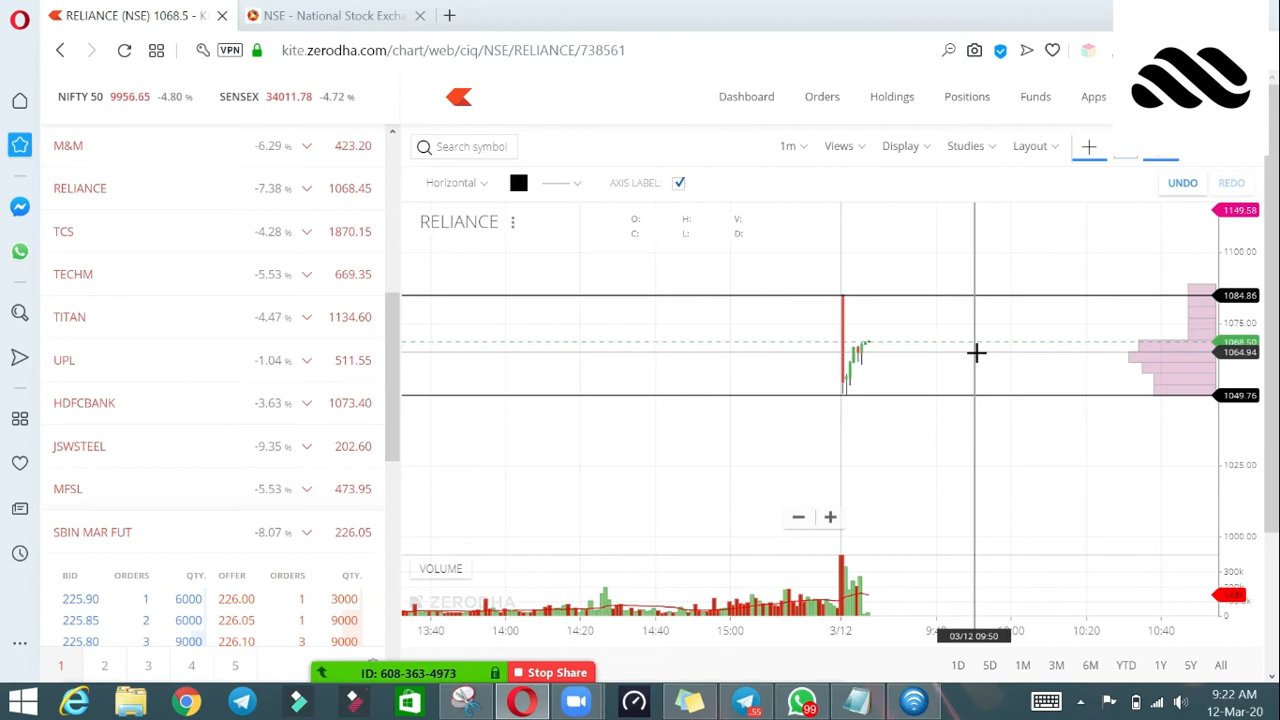 RELIANCE (NSE) 1068.5 - K
NSE - National Stock Excha
VPN
kite.zerodha.com/chart/web/ciq/NSE/RELIANCE/738561
NIFTY 50 9956.65 -4.80 %
SENSEX 34011.78 -4.72 %
Dashboard
Orders
Holdings
Positions
Funds
Apps
M&M -6.29 % 423.20
RELIANCE -7.38 % 1068.45
TCS -4.28 % 1870.15
TECHM -5.53 % 669.35
TITAN -4.47 % 1134.60
UPL -1.04 % 511.55
HDFCBANK -3.63 % 1073.40
JSWSTEEL -9.35 % 202.60
MFSL -5.53 % 473.95
SBIN MAR FUT -8.07 % 226.05
BID ORDERS QTY. OFFER ORDERS QTY.
225.90 1 6000 226.00 1 3000
225.85 2 6000 226.05 1 9000
225.80 3 9000 226.10 3 9000
1 2 3 4 5
Search symbol
1m
Views
Display
Studies
Layout
Horizontal
AXIS LABEL:
UNDO
REDO
RELIANCE
O: H: V:
C: L: D:
1149.58
1100.00
1084.86
1075.00
1068.50
1064.94
1049.76
1025.00
1000.00
300k
0
VOLUME
ZERODHA
13:40 14:00 14:20 14:40 15:00 3/12 10:20 10:40
03/12 09:50
1D 5D 1M 3M 6M YTD 1Y 5Y All
ID: 608-363-4973
Stop Share
55
99
9:22 AM
12-Mar-20